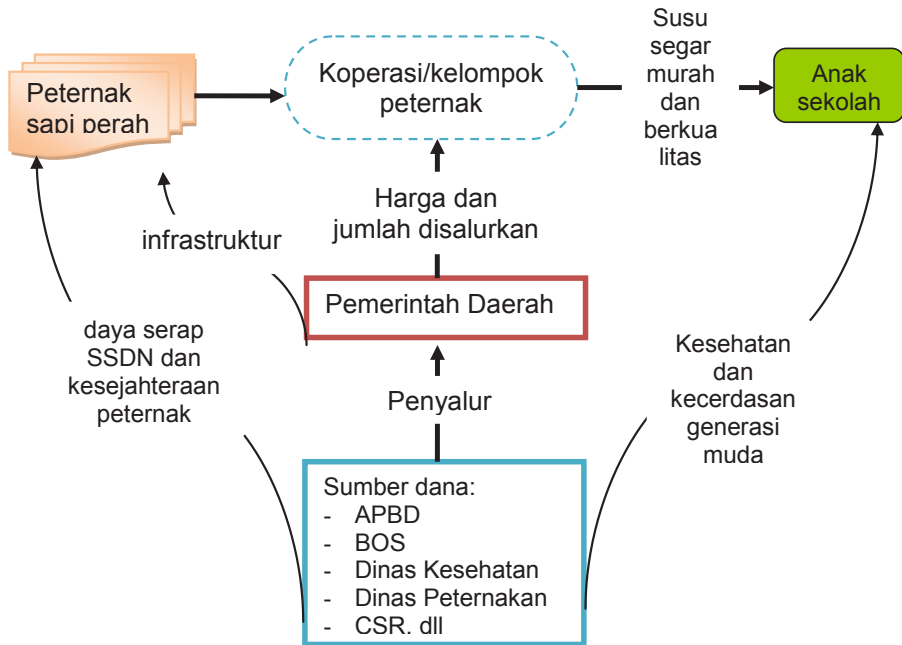 Peternak
sapi perah
Koperasi/kelompok
peternak
Susu
segar
murah
dan
berkua
litas
Anak
sekolah
infrastruktur
Harga dan
jumlah disalurkan
Pemerintah Daerah
daya serap
SSDN dan
kesejahteraan
peternak
Penyalur
Kesehatan
dan
kecerdasan
generasi
muda
Sumber dana:
- APBD
- BOS
- Dinas Kesehatan
- Dinas Peternakan
- CSR. dll